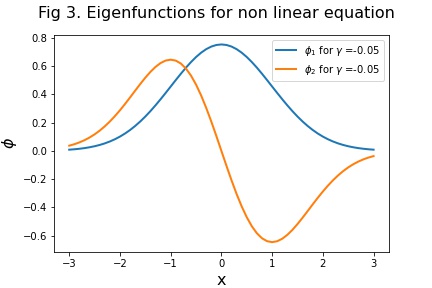 Fig 3. Eigenfunctions for non linear equation
ϕ₁ for γ =-0.05
ϕ₂ for γ =-0.05
0.8
0.6
0.4
0.2
0.0
−0.2
−0.4
−0.6
ϕ
−3 −2 −1 0 1 2 3
x